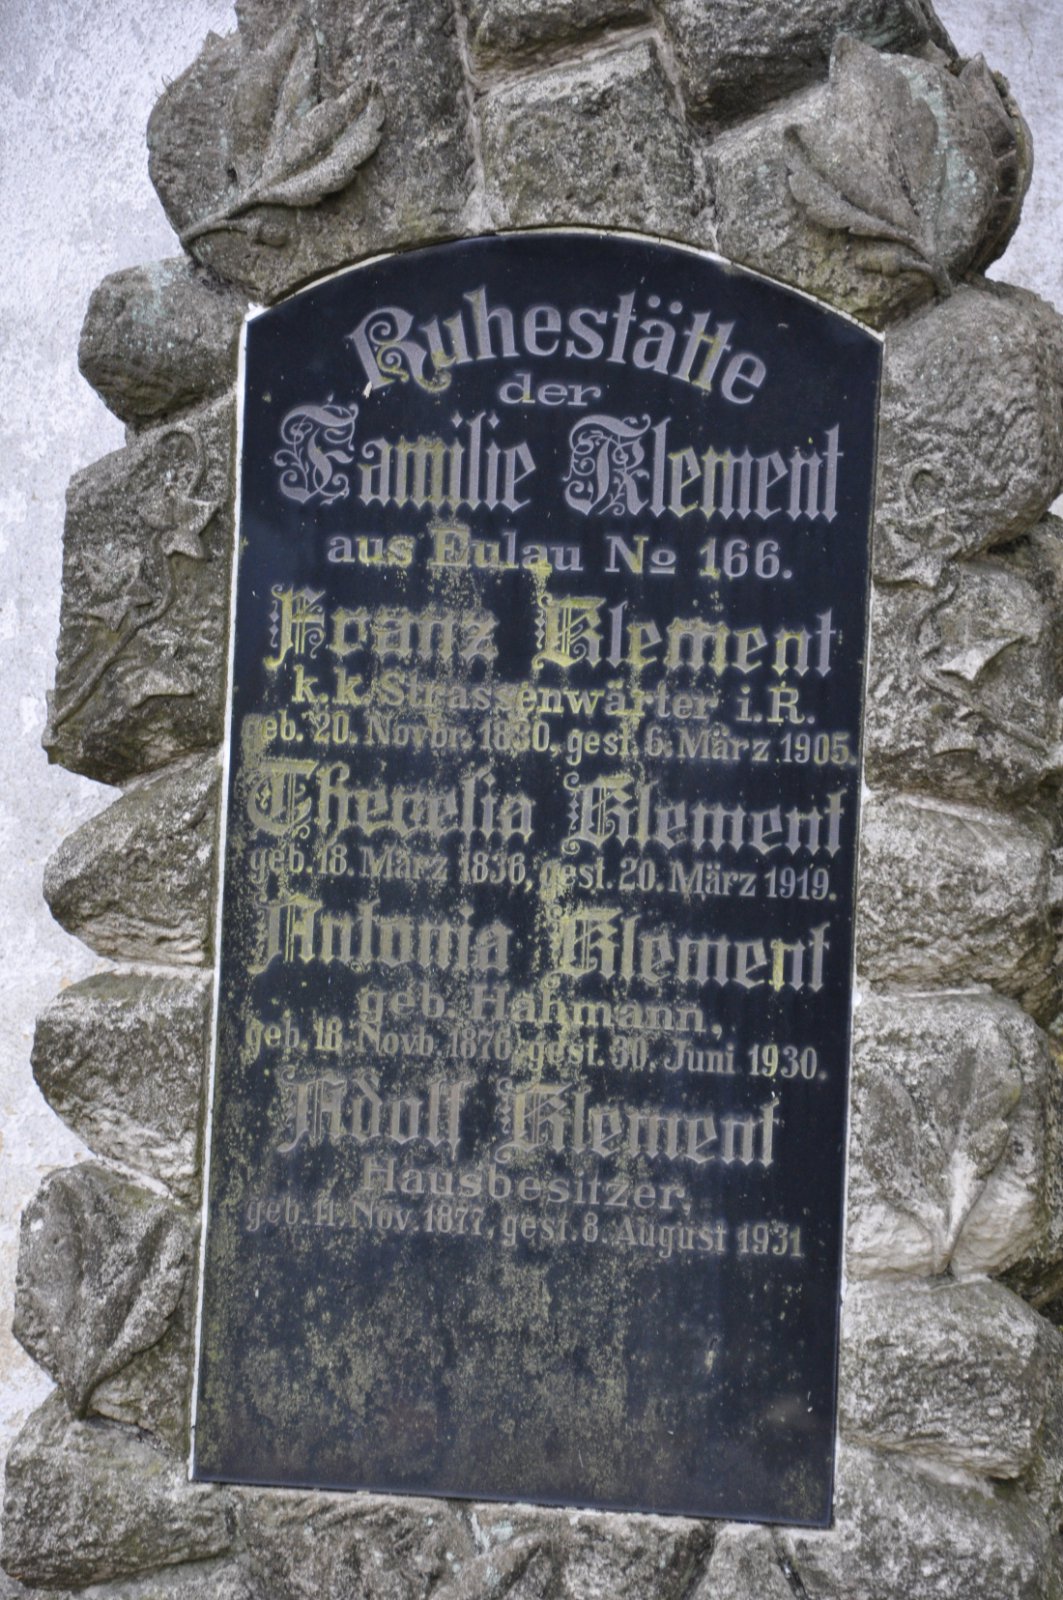 Ruhestätte
der
Familie Klement
aus Eulau No 166.
Franz Klement
k.k. Strassenwärter i.R.
geb. 20. Novbr. 1830, gest. 6. März 1905.
Theresia Klement
geb. 18. März 1836, gest. 20. März 1919.
Antonia Klement
geb. Hahmann,
geb. 18. Novb. 1876, gest. 30. Juni 1930.
Adolf Klement
Hausbesitzer,
geb. 11. Nov. 1877, gest. 8. August 1931